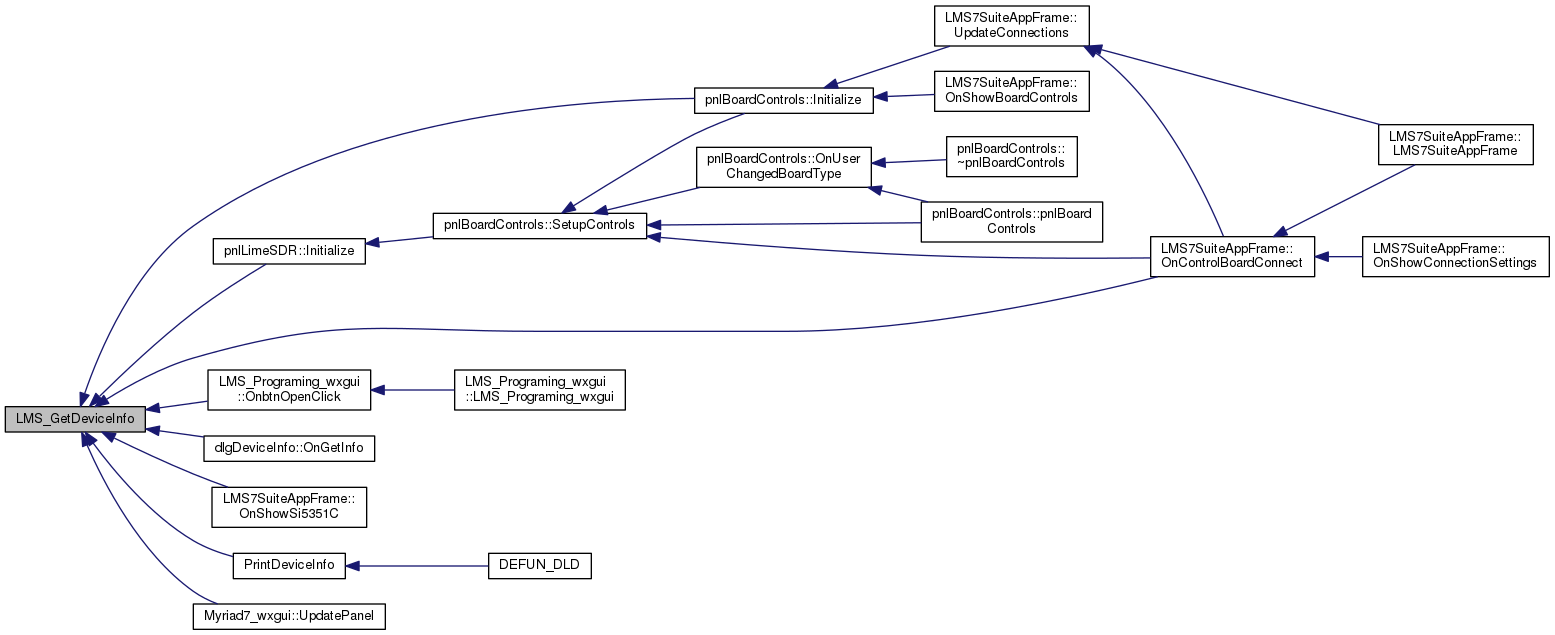 LMS7SuiteAppFrame::
UpdateConnections
LMS7SuiteAppFrame::
OnShowBoardControls
pnlBoardControls::Initialize
LMS7SuiteAppFrame::
LMS7SuiteAppFrame
pnlBoardControls::
~pnlBoardControls
pnlBoardControls::OnUser
ChangedBoardType
pnlBoardControls::pnlBoard
Controls
pnlBoardControls::SetupControls
pnlLimeSDR::Initialize
LMS7SuiteAppFrame::
OnControlBoardConnect
LMS7SuiteAppFrame::
OnShowConnectionSettings
LMS_Programing_wxgui
::OnbtnOpenClick
LMS_Programing_wxgui
::LMS_Programing_wxgui
LMS_GetDeviceInfo
dlgDeviceInfo::OnGetInfo
LMS7SuiteAppFrame::
OnShowSi5351C
PrintDeviceInfo
DEFUN_DLD
Myriad7_wxgui::UpdatePanel